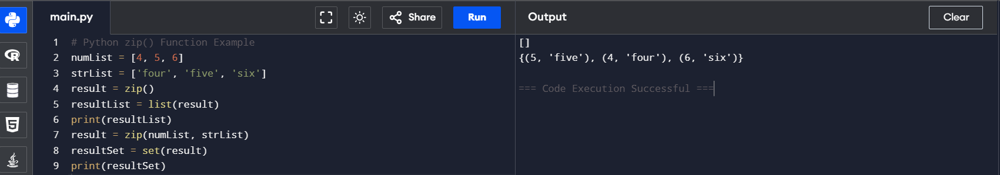 main.py
Share
Run
Output
Clear
1 # Python zip() Function Example
2 numList = [4, 5, 6]
3 strList = ['four', 'five', 'six']
4 result = zip()
5 resultList = list(result)
6 print(resultList)
7 result = zip(numList, strList)
8 resultSet = set(result)
9 print(resultSet)
[]
{(5, 'five'), (4, 'four'), (6, 'six')}
=== Code Execution Successful ===